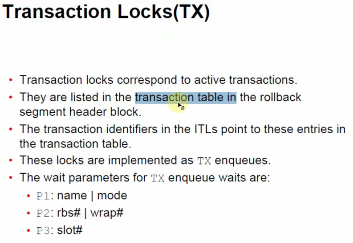 Transaction Locks(TX)
• Transaction locks correspond to active transactions.
• They are listed in the transaction table in the rollback
segment header block.
• The transaction identifiers in the ITLs point to these entries in
the transaction table.
• These locks are implemented as TX enqueues.
• The wait parameters for TX enqueue waits are:
• P1: name | mode
• P2: rbs# | wrap#
• P3: slot#